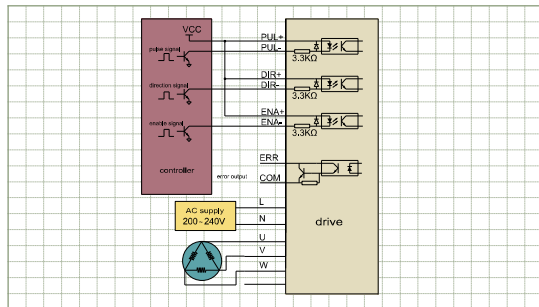 VCC
PUL+
pulse signal
PUL-
3.3KΩ
DIR+
direction signal
DIR-
3.3KΩ
ENA+
enable signal
ENA-
3.3KΩ
ERR
controller
error output
COM
AC supply
200~240V
L
N
drive
U
V
W